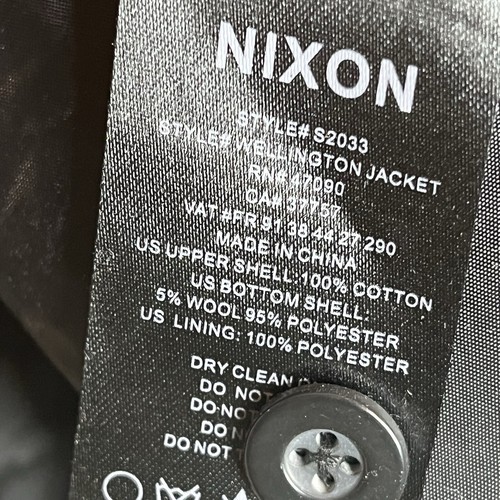 NIXON
STYLE# S2033
STYLE# WELLINGTON JACKET
RN# 47090
CA# 37757
VAT #FR 91 38 44 27 290
MADE IN CHINA
US UPPER SHELL: 100% COTTON
US BOTTOM SHELL:
5% WOOL 95% POLYESTER
US LINING: 100% POLYESTER
DRY CLEAN
DO NOT
DO NOT
DO
DO NOT